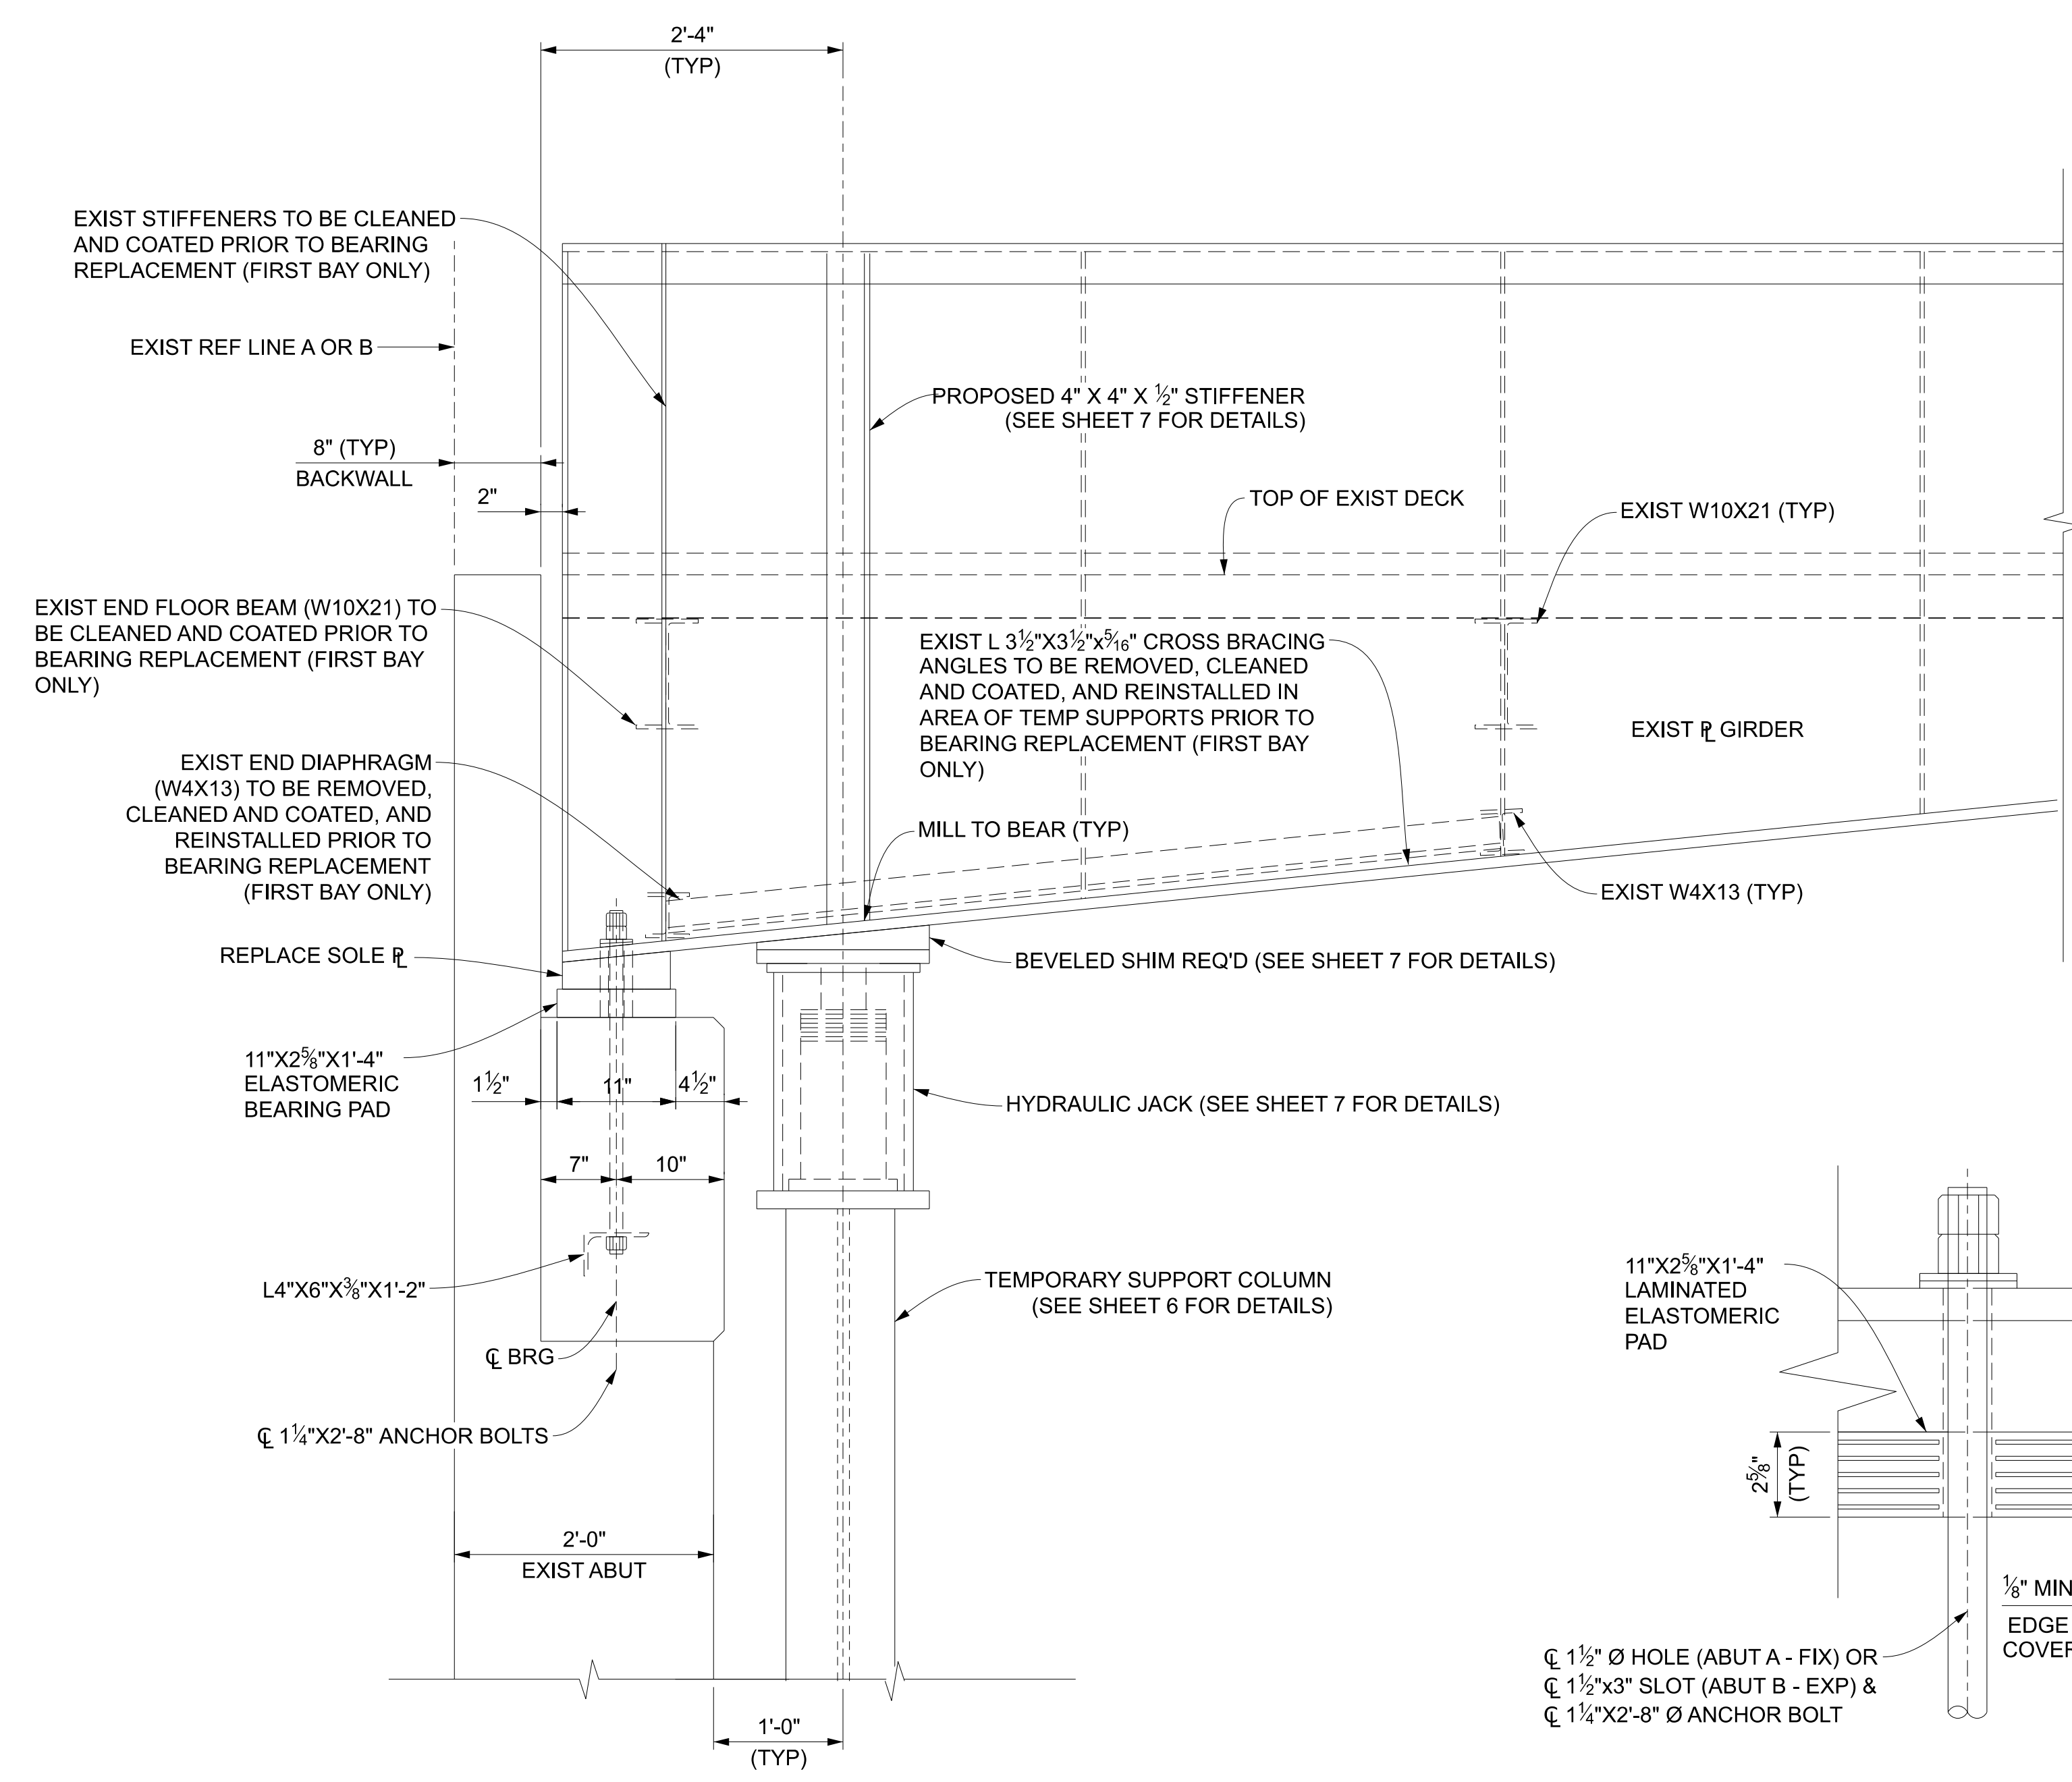 2'-4"
(TYP)
EXIST STIFFENERS TO BE CLEANED
AND COATED PRIOR TO BEARING
REPLACEMENT (FIRST BAY ONLY)
EXIST REF LINE A OR B
PROPOSED 4" X 4" X ½" STIFFENER
(SEE SHEET 7 FOR DETAILS)
8" (TYP)
BACKWALL
2"
TOP OF EXIST DECK
EXIST W10X21 (TYP)
EXIST END FLOOR BEAM (W10X21) TO
BE CLEANED AND COATED PRIOR TO
BEARING REPLACEMENT (FIRST BAY
ONLY)
EXIST L 3½"X3½"x⁵⁄₁₆" CROSS BRACING
ANGLES TO BE REMOVED, CLEANED
AND COATED, AND REINSTALLED IN
AREA OF TEMP SUPPORTS PRIOR TO
BEARING REPLACEMENT (FIRST BAY
ONLY)
EXIST ⅊ GIRDER
EXIST END DIAPHRAGM
(W4X13) TO BE REMOVED,
CLEANED AND COATED, AND
REINSTALLED PRIOR TO
BEARING REPLACEMENT
(FIRST BAY ONLY)
MILL TO BEAR (TYP)
EXIST W4X13 (TYP)
REPLACE SOLE ⅊
BEVELED SHIM REQ'D (SEE SHEET 7 FOR DETAILS)
11"X2⅝"X1'-4"
ELASTOMERIC
BEARING PAD
1½"
11"
4½"
HYDRAULIC JACK (SEE SHEET 7 FOR DETAILS)
7"
10"
L4"X6"X⅜"X1'-2"
TEMPORARY SUPPORT COLUMN
(SEE SHEET 6 FOR DETAILS)
℄ BRG
℄ 1¼"X2'-8" ANCHOR BOLTS
2'-0"
EXIST ABUT
1'-0"
(TYP)
11"X2⅝"X1'-4"
LAMINATED
ELASTOMERIC
PAD
2⅝"
(TYP)
⅛" MIN
EDGE
COVER
℄ 1½" Ø HOLE (ABUT A - FIX) OR
℄ 1½"x3" SLOT (ABUT B - EXP) &
℄ 1¼"X2'-8" Ø ANCHOR BOLT